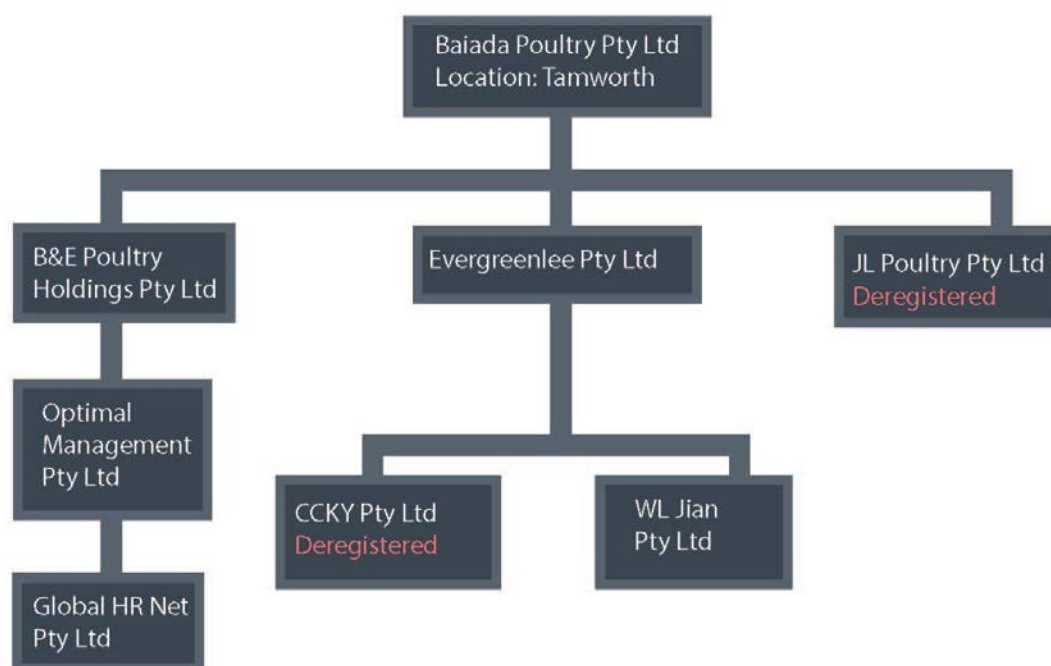 Baiada Poultry Pty Ltd
Location: Tamworth
B&E Poultry
Holdings Pty Ltd
Evergreenlee Pty Ltd
JL Poultry Pty Ltd
Deregistered
Optimal
Management
Pty Ltd
CCKY Pty Ltd
Deregistered
WL Jian
Pty Ltd
Global HR Net
Pty Ltd